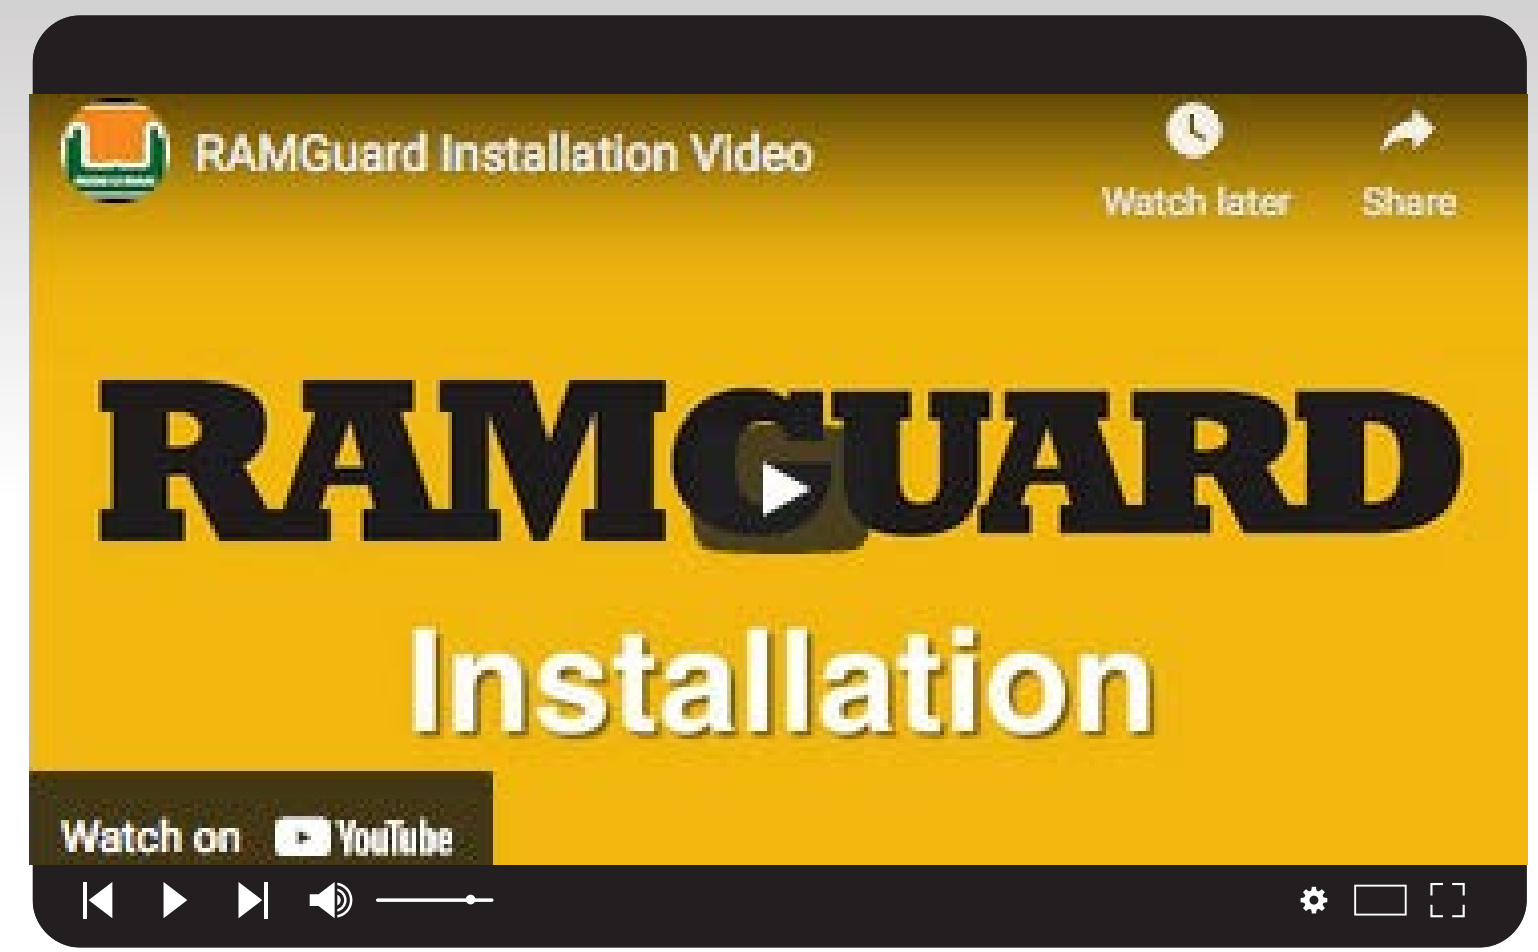 RAMGuard Installation Video
Watch later
Share
RAMGUARD
Installation
Watch on YouTube